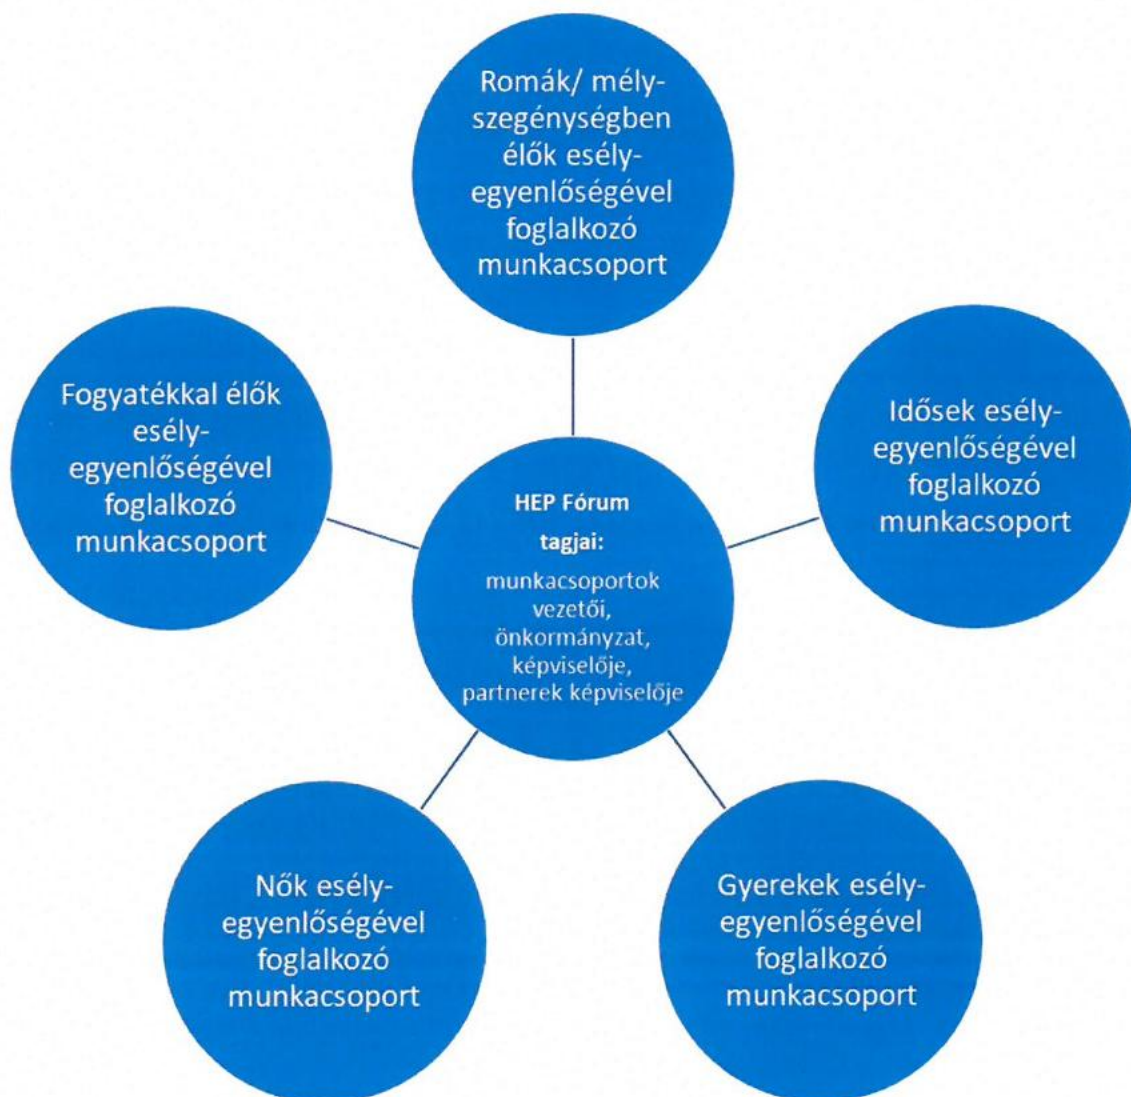 Romák/ mély-
szegénységben
élők esély-
egyenlőségével
foglalkozó
munkacsoport
Idősek esély-
egyenlőségével
foglalkozó
munkacsoport
Gyerekek esély-
egyenlőségével
foglalkozó
munkacsoport
Nők esély-
egyenlőségével
foglalkozó
munkacsoport
Fogyatékkal élők
esély-
egyenlőségével
foglalkozó
munkacsoport
HEP Fórum
tagjai:
munkacsoportok
vezetői,
önkormányzat,
képviselője,
partnerek képviselője